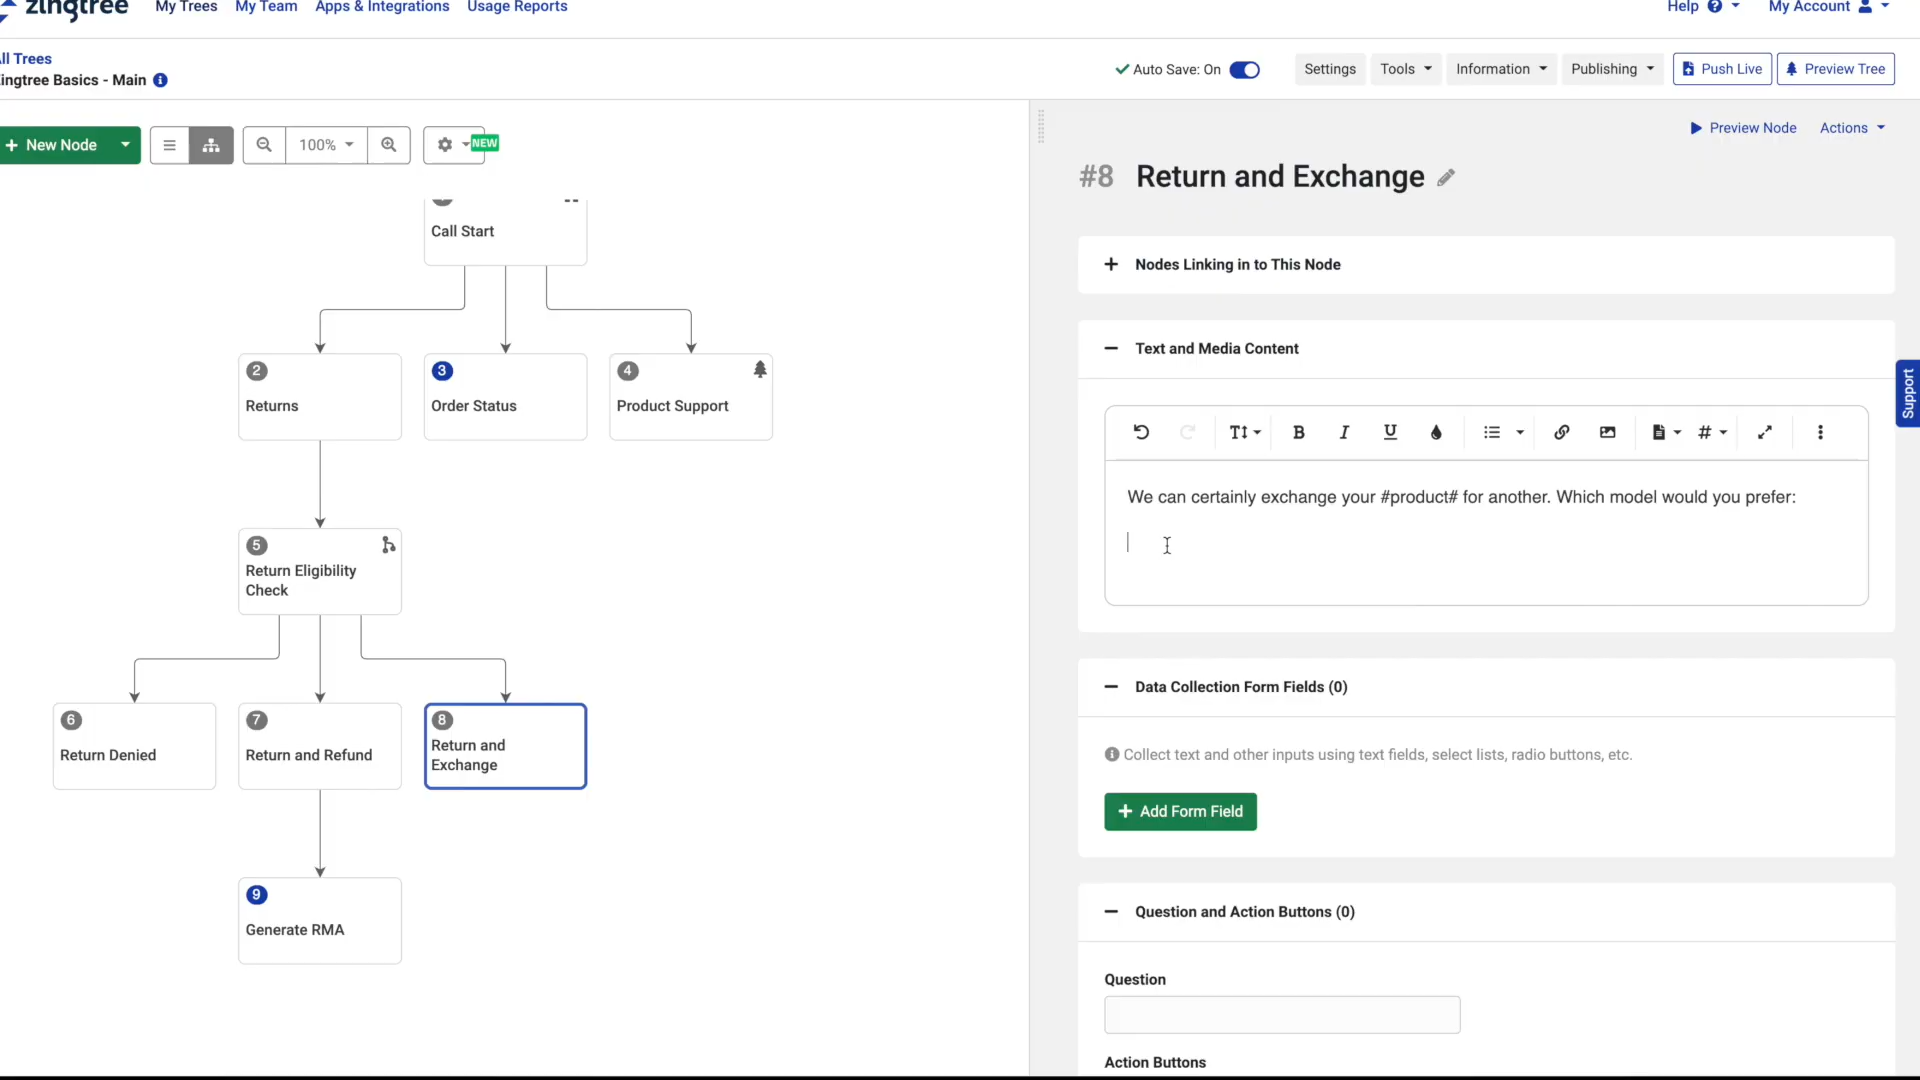 zingtree
My Trees
My Team
Apps & Integrations
Usage Reports
Help
My Account
ll Trees
ingtree Basics - Main
Auto Save: On
Settings
Tools
Information
Publishing
Push Live
Preview Tree
New Node
100%
NEW
Preview Node
Actions
#8 Return and Exchange
Nodes Linking in to This Node
Text and Media Content
We can certainly exchange your #product# for another. Which model would you prefer:
Data Collection Form Fields (0)
Collect text and other inputs using text fields, select lists, radio buttons, etc.
Add Form Field
Question and Action Buttons (0)
Question
Action Buttons
Support
Call Start
2
Returns
3
Order Status
4
Product Support
5
Return Eligibility
Check
6
Return Denied
7
Return and Refund
8
Return and
Exchange
9
Generate RMA